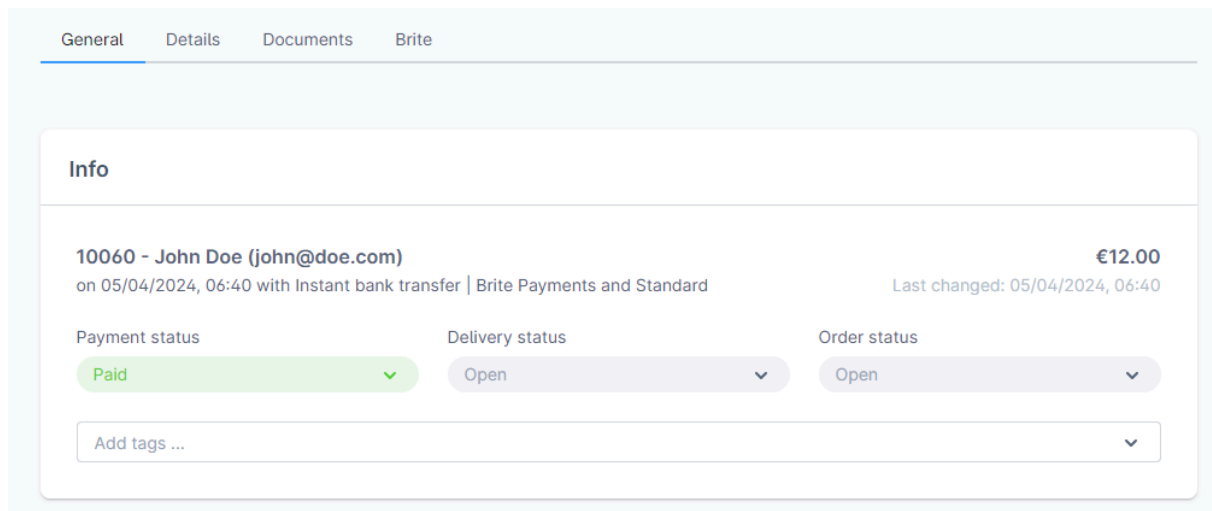 General Details Documents Brite
Info
10060 - John Doe (john@doe.com) €12.00
on 05/04/2024, 06:40 with Instant bank transfer | Brite Payments and Standard Last changed: 05/04/2024, 06:40
Payment status Delivery status Order status
Paid Open Open
Add tags ...